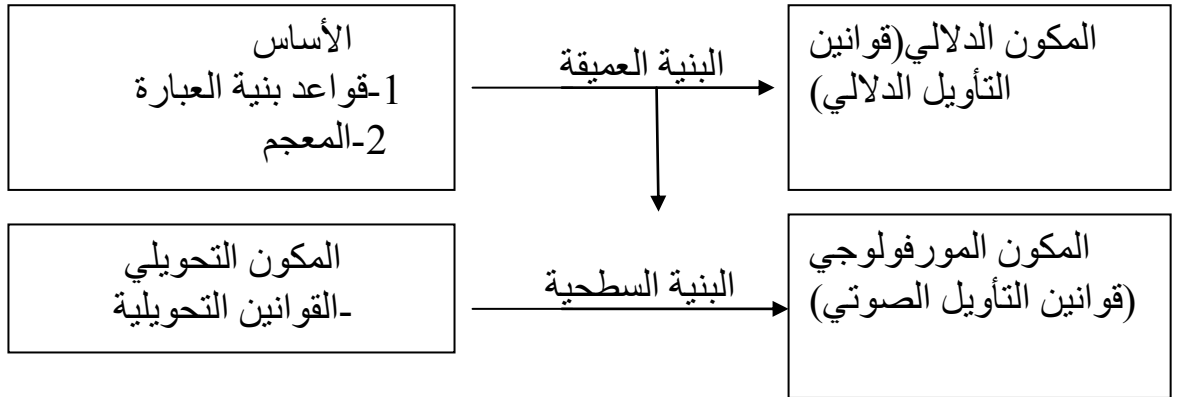 الأساس
1-قواعد بنية العبارة
2-المعجم
البنية العميقة
المكون الدلالي(قوانين
التأويل الدلالي)
المكون التحويلي
-القوانين التحويلية
البنية السطحية
المكون المورفولوجي
(قوانين التأويل الصوتي)